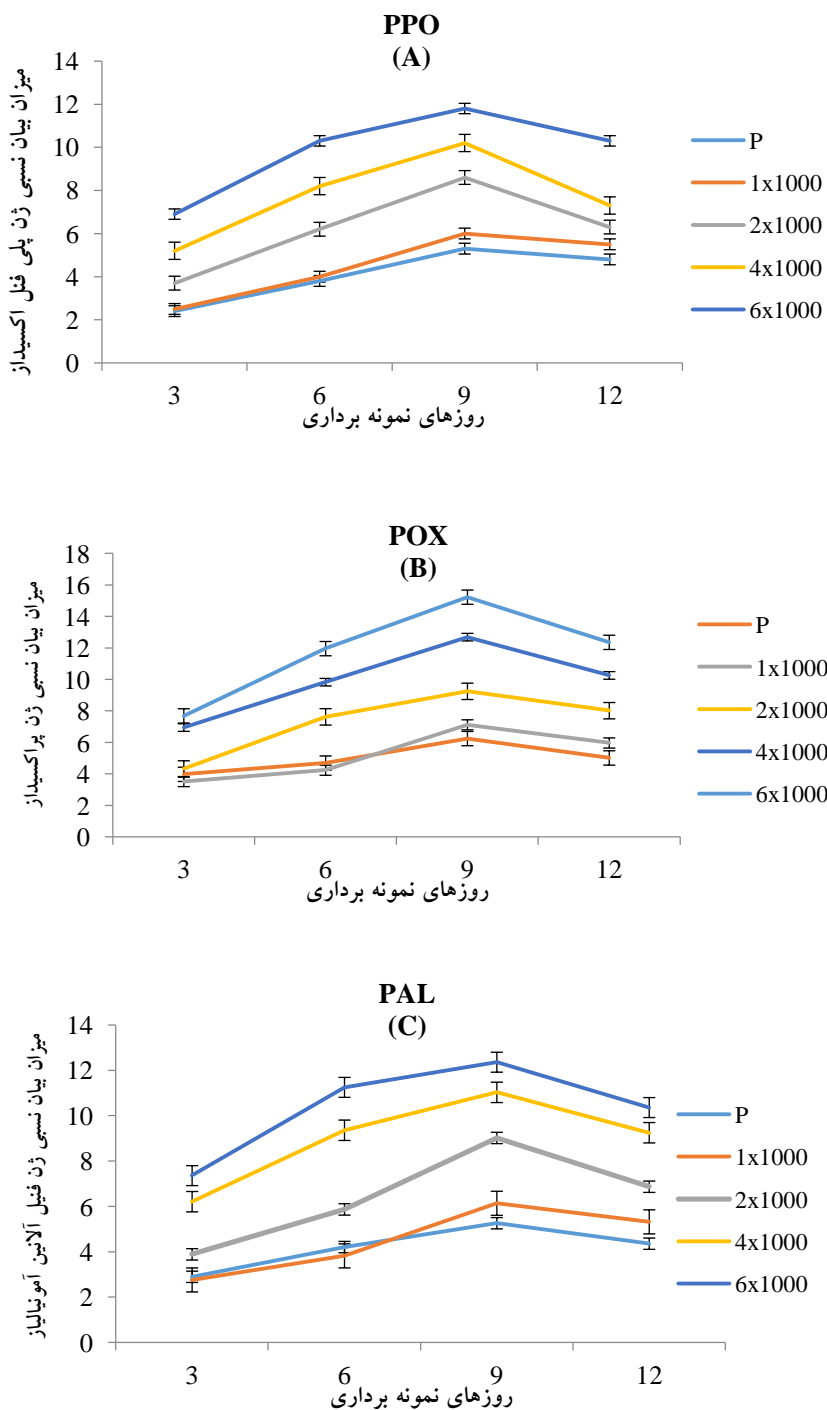 PPO
(A)
میزان بیان نسبی ژن پلی فنل اکسیداز
14
12
10
8
6
4
2
0
3 6 9 12
روزهای نمونه برداری
P
1x1000
2x1000
4x1000
6x1000
POX
(B)
میزان بیان نسبی ژن پراکسیداز
18
16
14
12
10
8
6
4
2
0
3 6 9 12
روزهای نمونه برداری
P
1x1000
2x1000
4x1000
6x1000
PAL
(C)
میزان بیان نسبی ژن فنیل آلانین آمونیالیاز
14
12
10
8
6
4
2
0
3 6 9 12
روزهای نمونه برداری
P
1x1000
2x1000
4x1000
6x1000